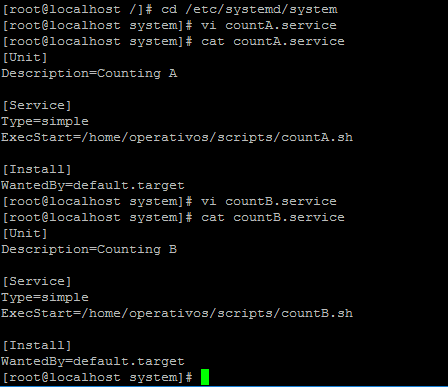 [root@localhost /]# cd /etc/systemd/system
[root@localhost system]# vi countA.service
[root@localhost system]# cat countA.service
[Unit]
Description=Counting A

[Service]
Type=simple
ExecStart=/home/operativos/scripts/countA.sh

[Install]
WantedBy=default.target
[root@localhost system]# vi countB.service
[root@localhost system]# cat countB.service
[Unit]
Description=Counting B

[Service]
Type=simple
ExecStart=/home/operativos/scripts/countB.sh

[Install]
WantedBy=default.target
[root@localhost system]#